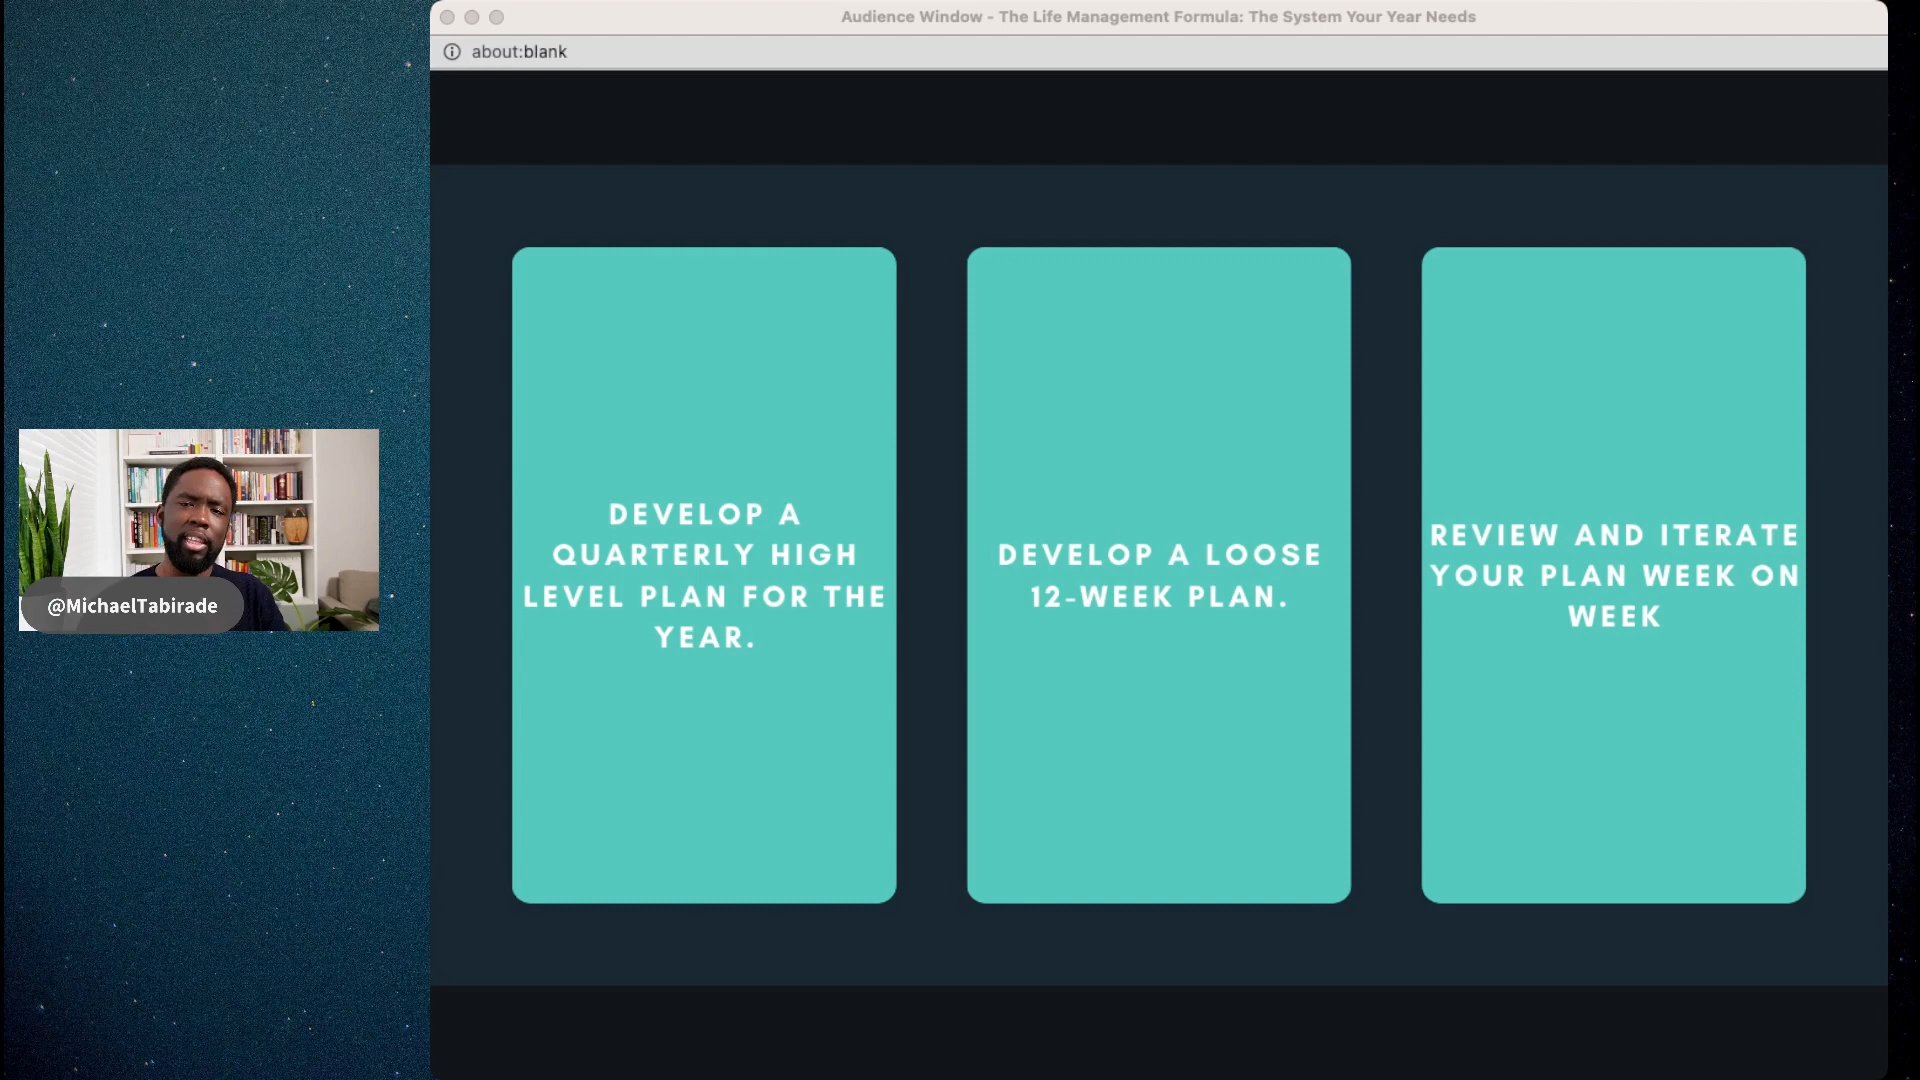 Audience Window - The Life Management Formula: The System Your Year Needs
about:blank
DEVELOP A
QUARTERLY HIGH
LEVEL PLAN FOR THE
YEAR.
DEVELOP A LOOSE
12-WEEK PLAN.
REVIEW AND ITERATE
YOUR PLAN WEEK ON
WEEK
@MichaelTabirade